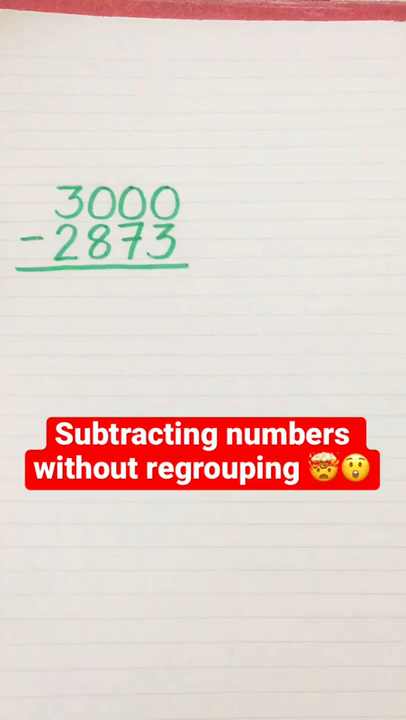 3000
- 2873
Subtracting numbers
without regrouping 🤯😲